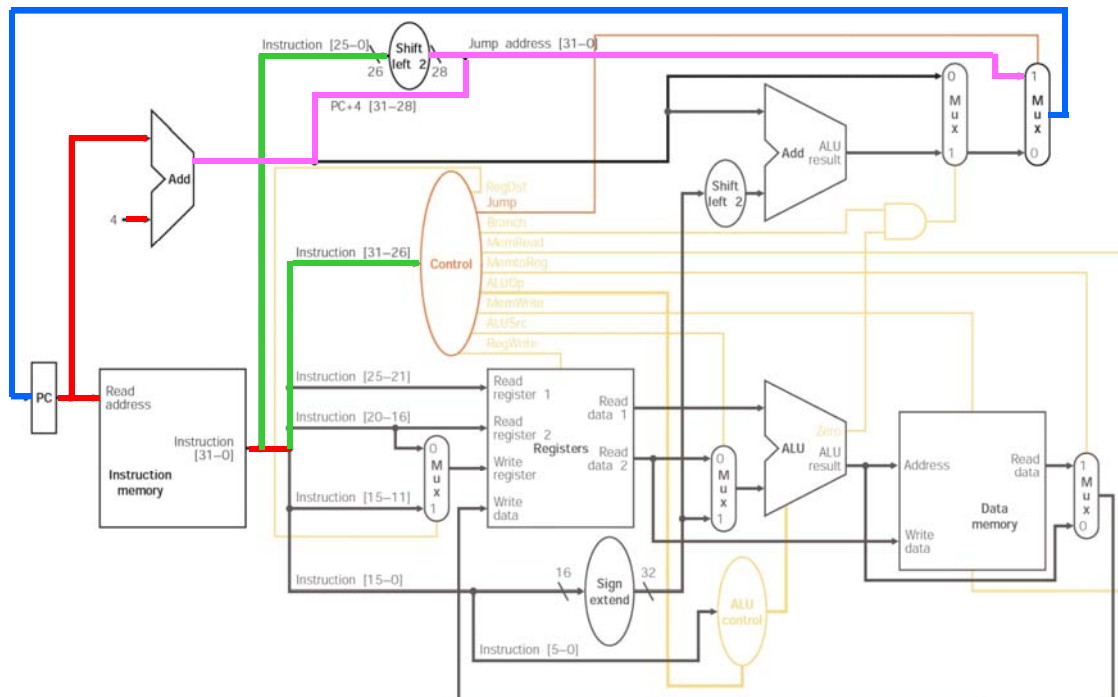 Instruction [25–0]
26
Shift
left 2
28
Jump address [31–0]
PC+4 [31–28]
0
M
u
x
1
1
M
u
x
0
Add
ALU
result
Add
4
Shift
left 2
RegDst
Jump
Branch
MemRead
MemtoReg
ALUOp
MemWrite
ALUSrc
RegWrite
Instruction [31–26]
Control
PC
Read
address
Instruction
[31–0]
Instruction
memory
Instruction [25–21]
Instruction [20–16]
Instruction [15–11]
0
M
u
x
1
Read
register 1
Read
register 2
Write
register
Write
data
Registers
Read
data 1
Read
data 2
0
M
u
x
1
Zero
ALU
ALU
result
Address
Write
data
Read
data
Data
memory
1
M
u
x
0
Instruction [15–0]
16
Sign
extend
32
ALU
control
Instruction [5–0]